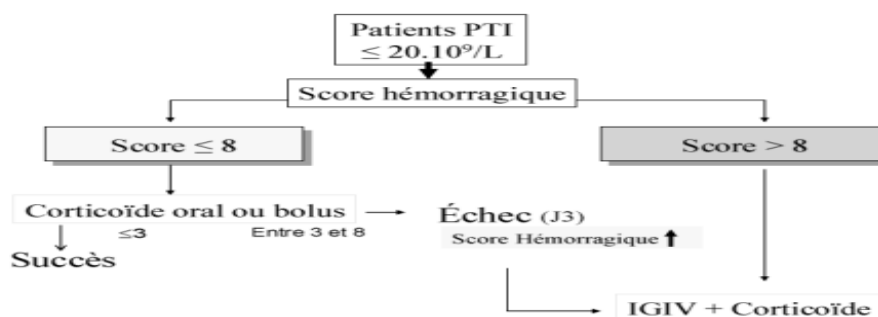 Patients PTI
≤ 20.10⁹/L
Score hémorragique
Score ≤ 8
Score > 8
Corticoïde oral ou bolus
≤3
Entre 3 et 8
Échec (J3)
Score Hémorragique
Succès
IGIV + Corticoïde